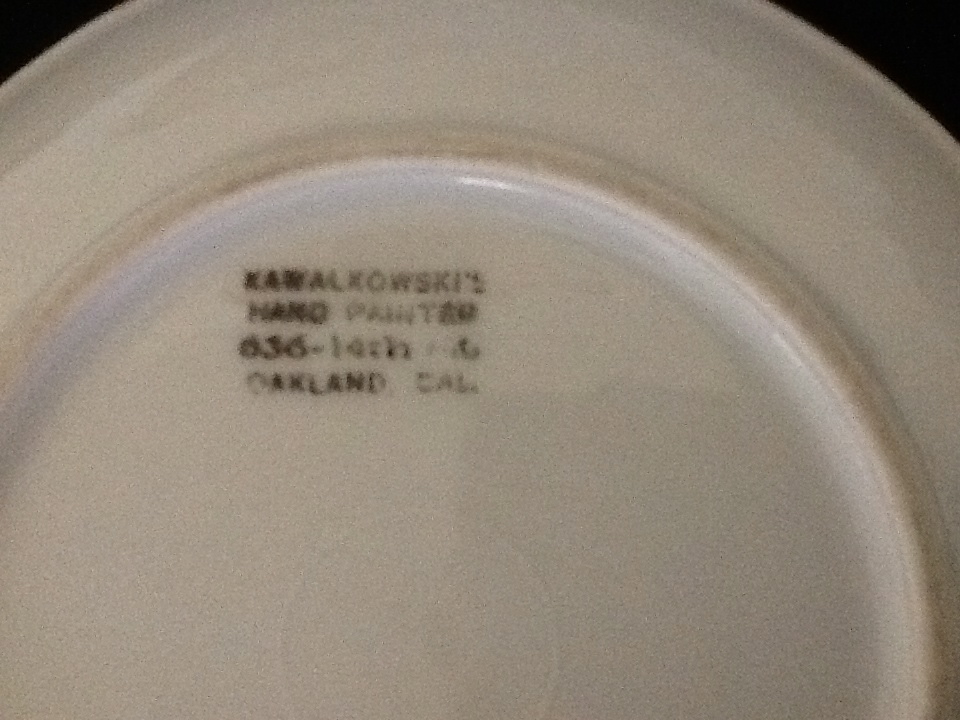 KAWALKOWSKI'S
HAND PAINTED
636-14th
OAKLAND CAL.